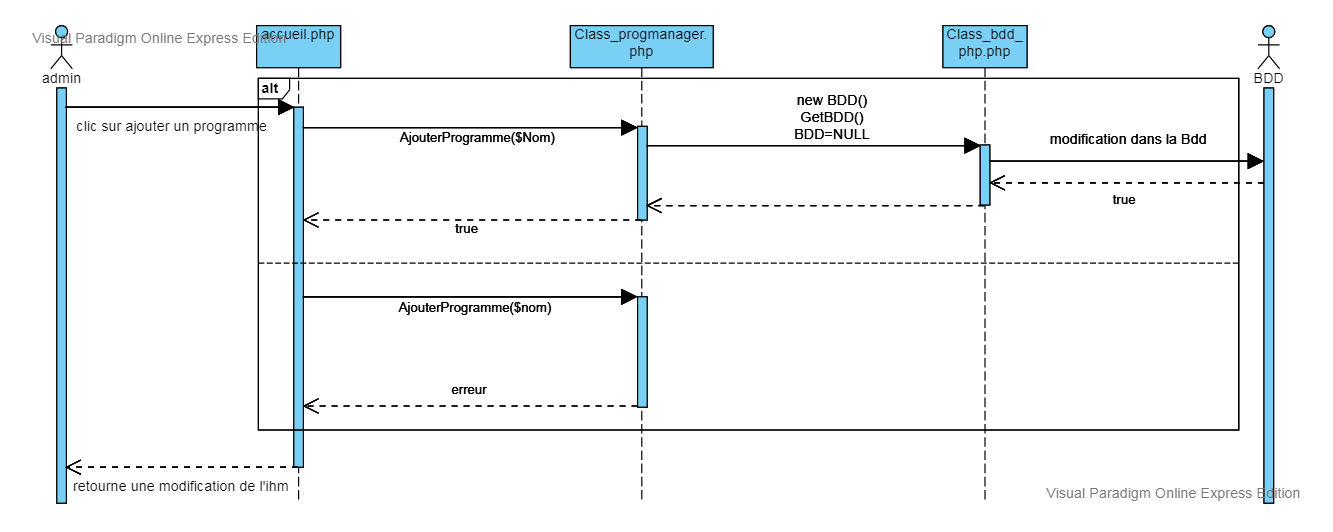 Visual Paradigm Online Express Edition
admin
accueil.php
Class_progmanager.
php
Class_bdd_
php.php
BDD
alt
clic sur ajouter un programme
AjouterProgramme($Nom)
new BDD()
GetBDD()
BDD=NULL
modification dans la Bdd
true
true
AjouterProgramme($nom)
erreur
retourne une modification de l'ihm
Visual Paradigm Online Express Edition